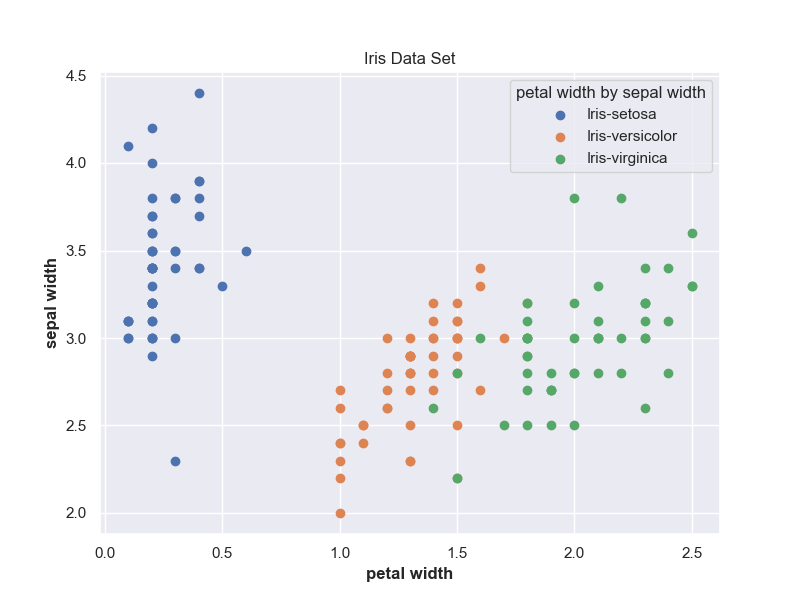 Iris Data Set
petal width by sepal width
Iris-setosa
Iris-versicolor
Iris-virginica
sepal width
4.5
4.0
3.5
3.0
2.5
2.0
0.0 0.5 1.0 1.5 2.0 2.5
petal width